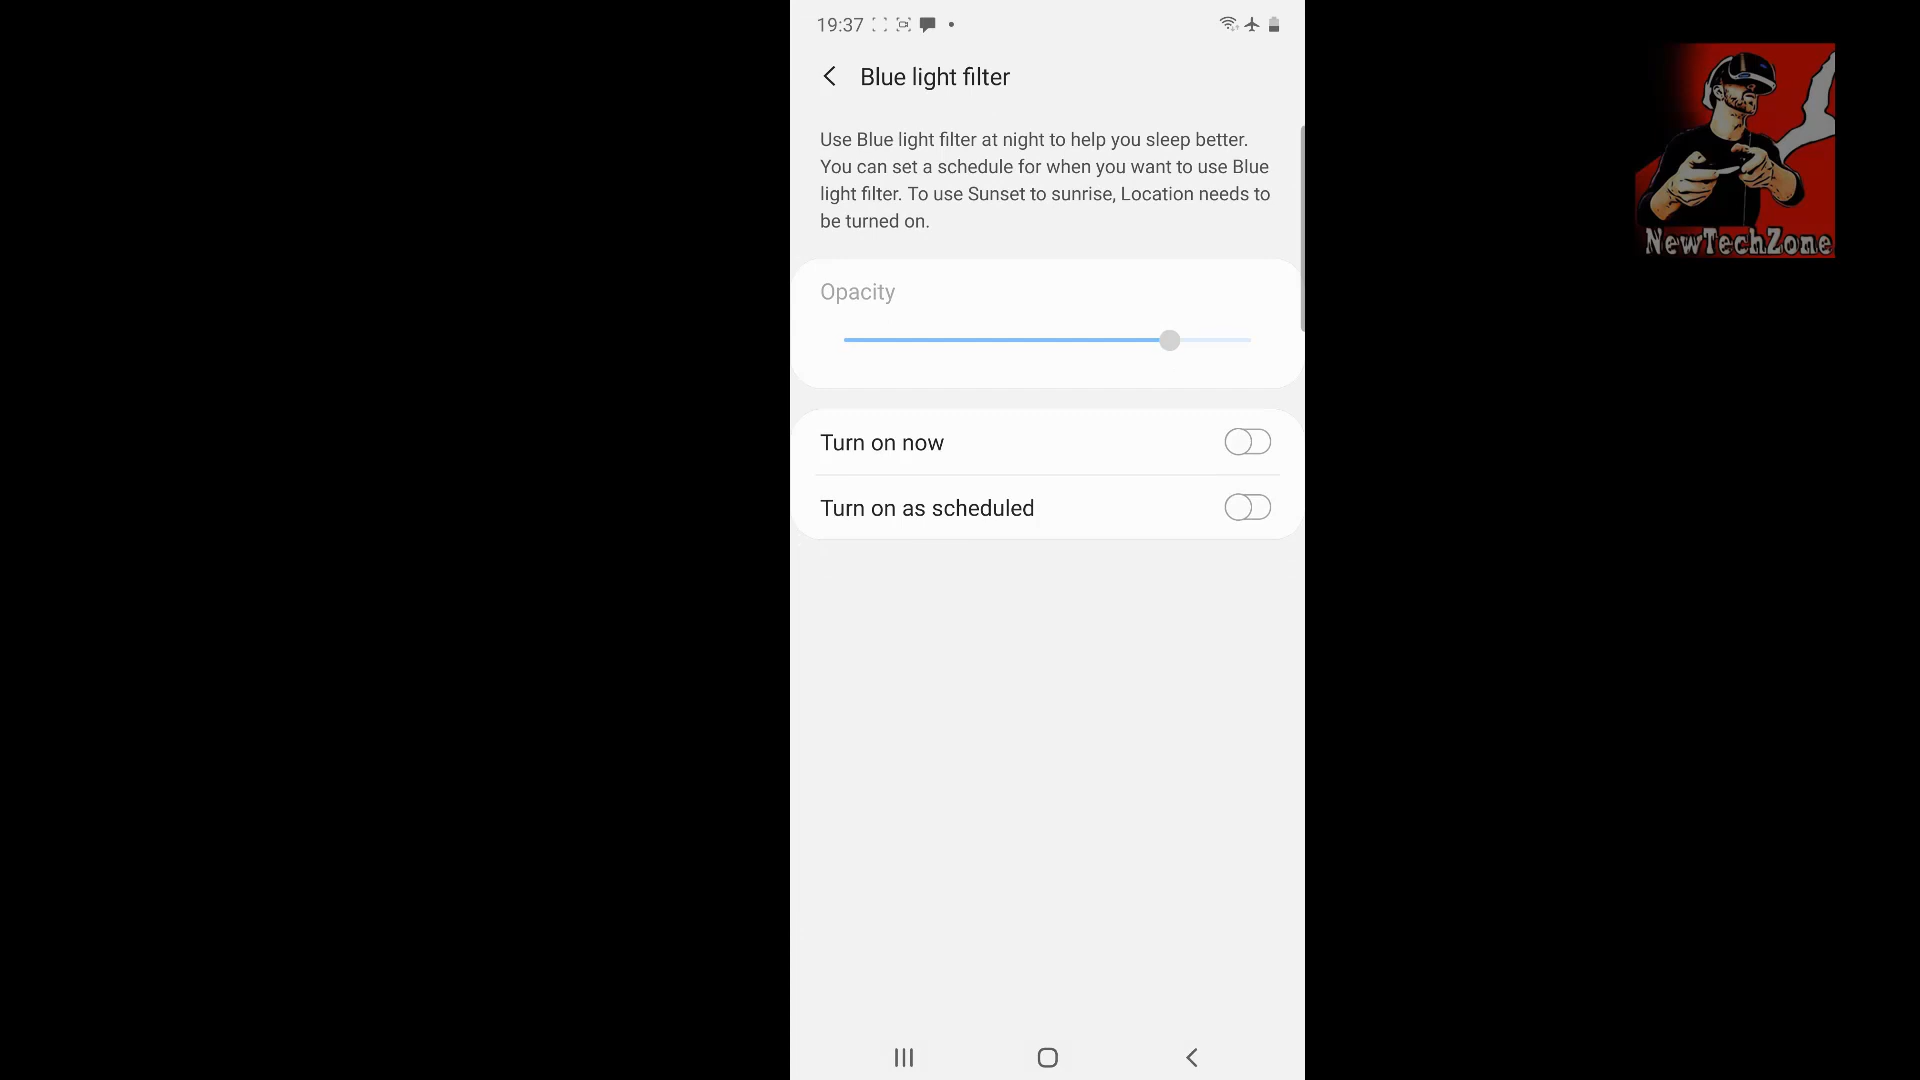 19:37
Blue light filter
Use Blue light filter at night to help you sleep better.
You can set a schedule for when you want to use Blue
light filter. To use Sunset to sunrise, Location needs to
be turned on.
Opacity
Turn on now
Turn on as scheduled
NewTechZone